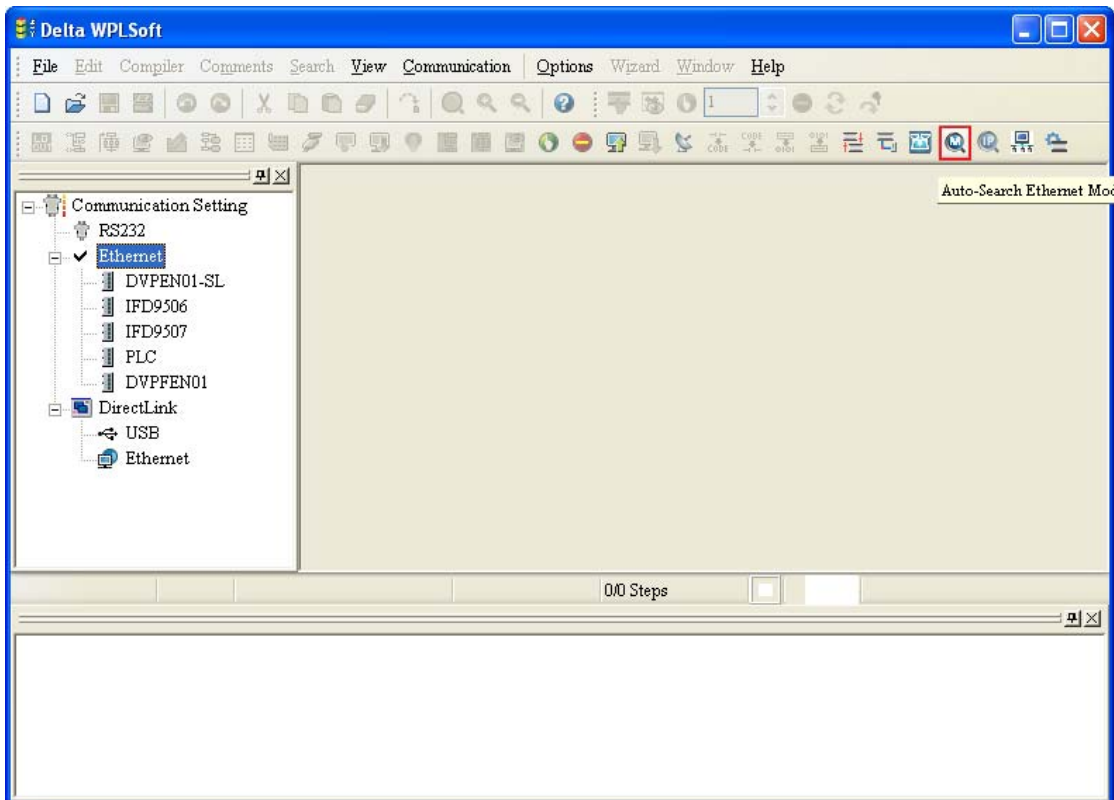 Delta WPLSoft
File Edit Compiler Comments Search View Communication Options Wizard Window Help
1
Auto-Search Ethernet Mod
Communication Setting
RS232
Ethernet
DVPEN01-SL
IFD9506
IFD9507
PLC
DVPFEN01
DirectLink
USB
Ethernet
0/0 Steps